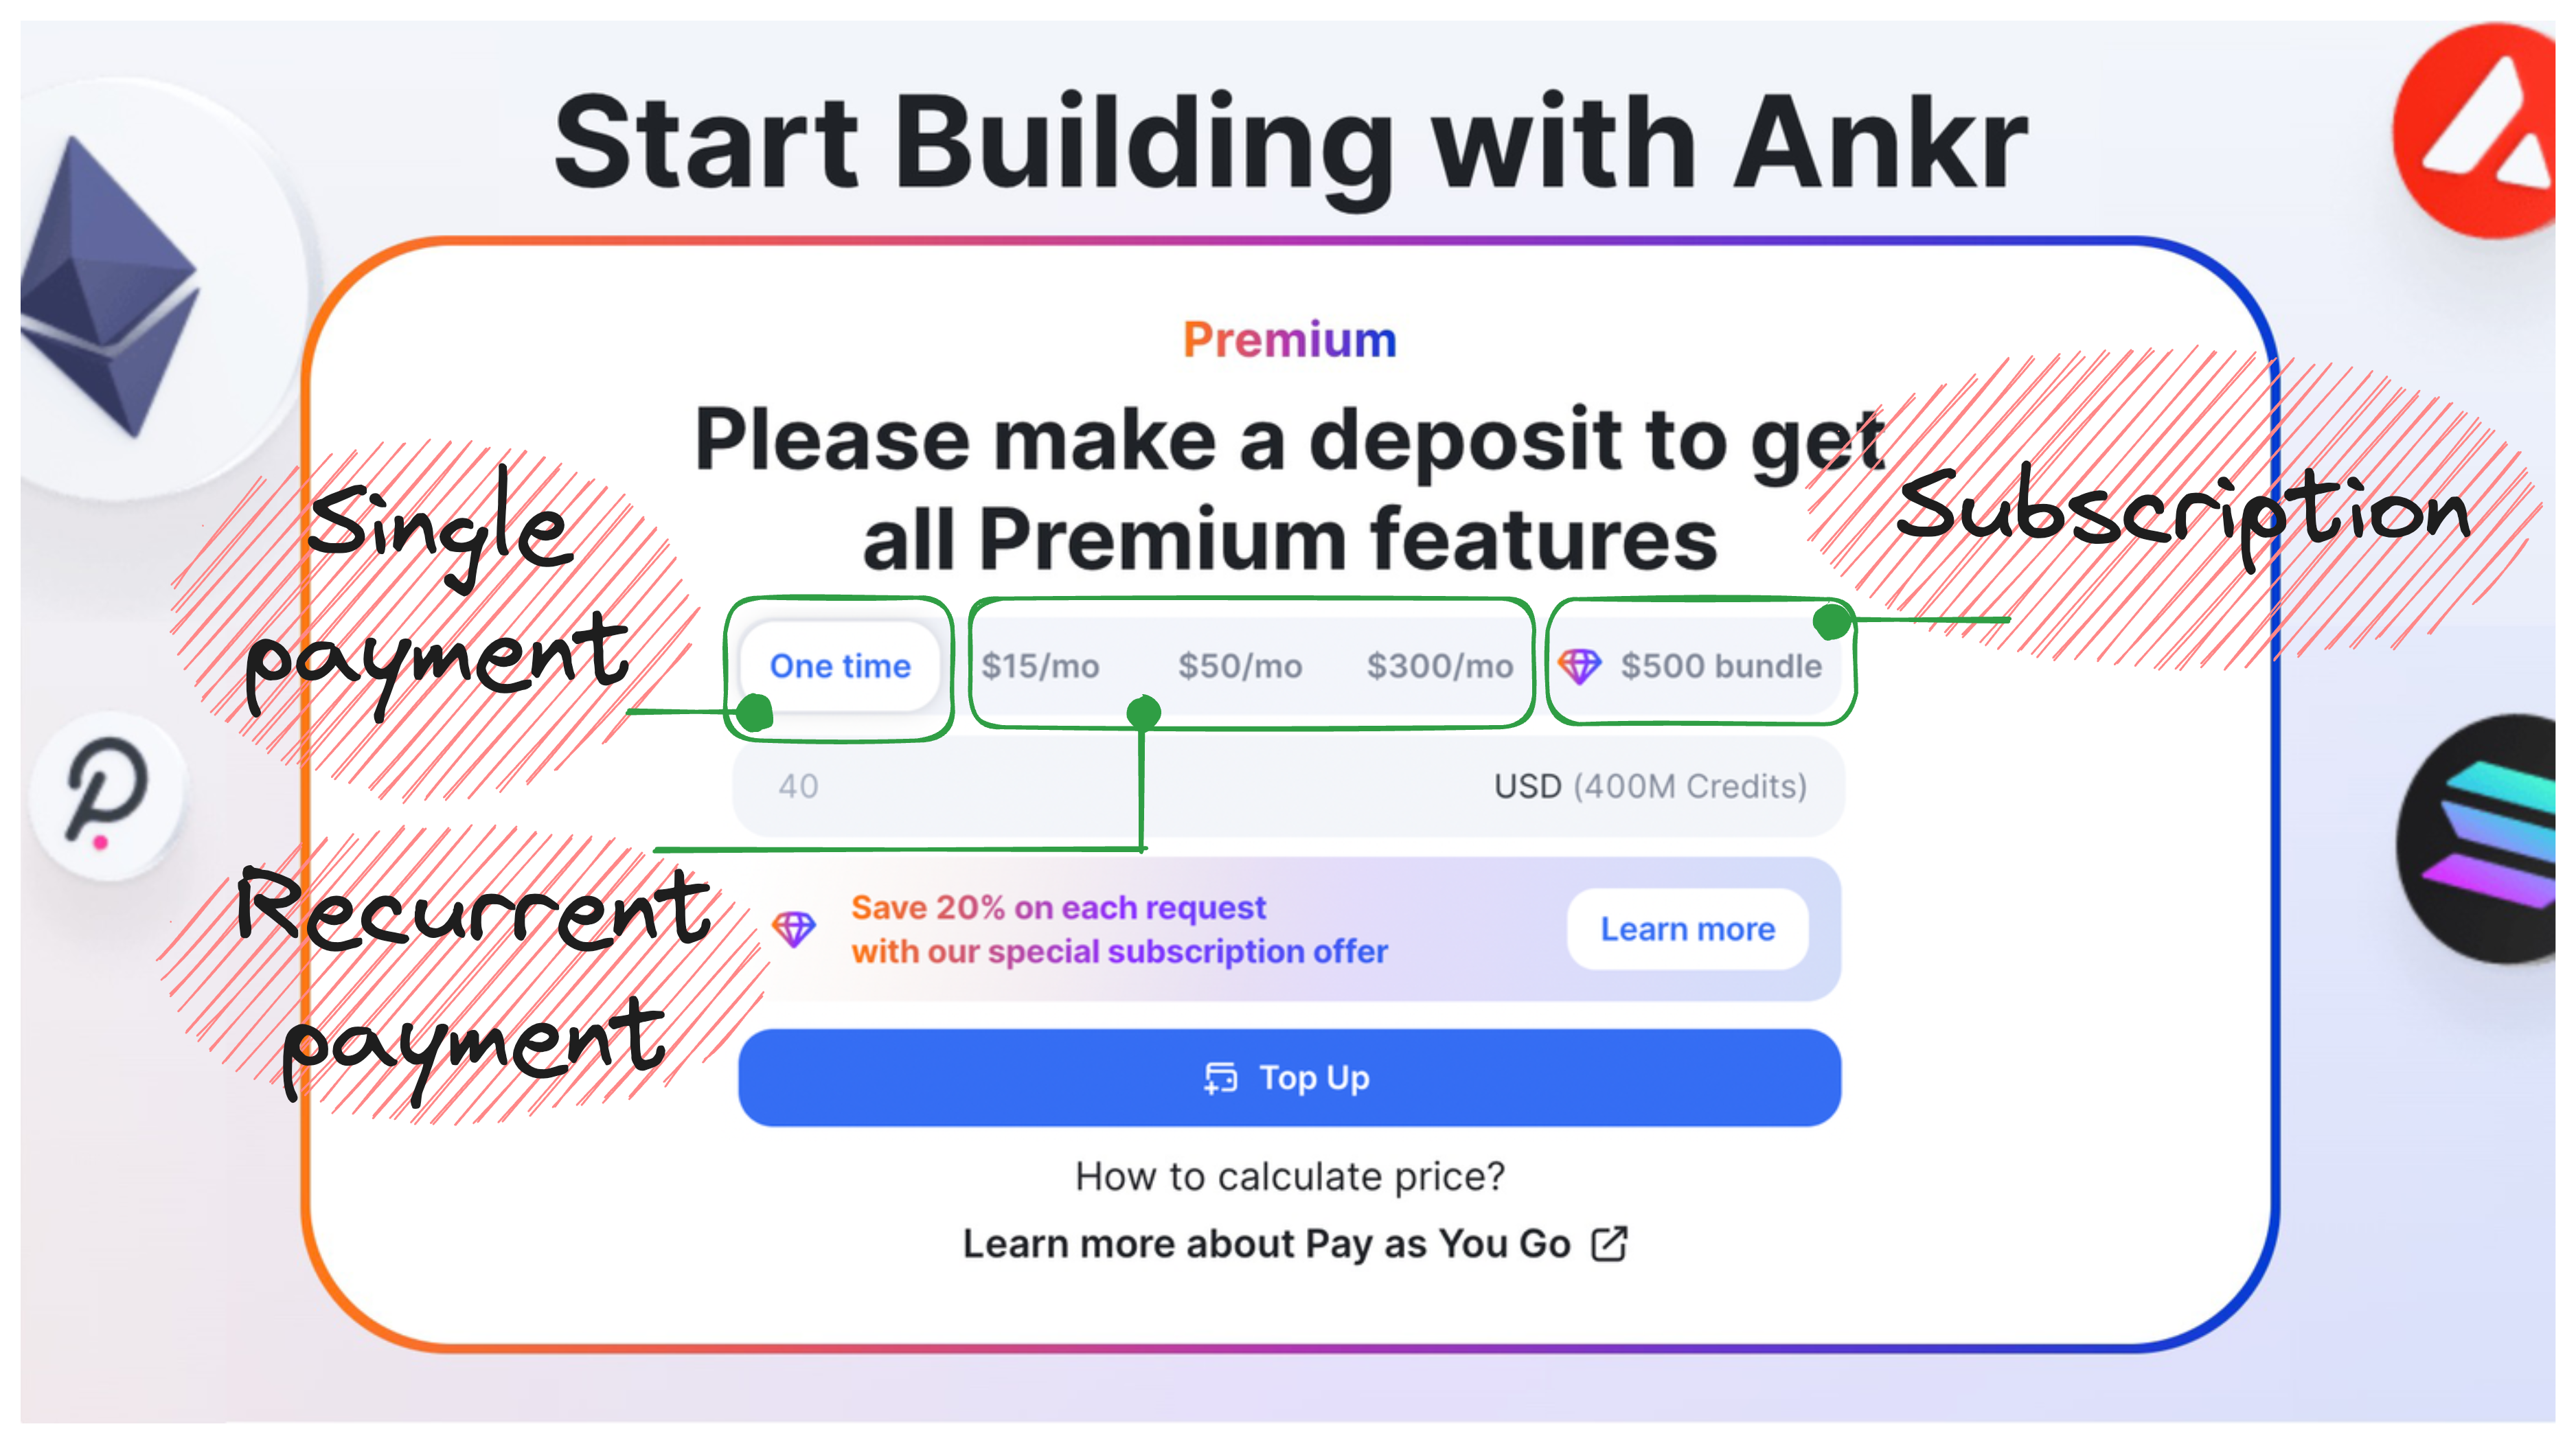 Start Building with Ankr
Premium
Please make a deposit to get
all Premium features
Single
payment
Subscription
One time
$15/mo
$50/mo
$300/mo
$500 bundle
40
USD (400M Credits)
Recurrent
payment
Save 20% on each request
with our special subscription offer
Learn more
Top Up
How to calculate price?
Learn more about Pay as You Go